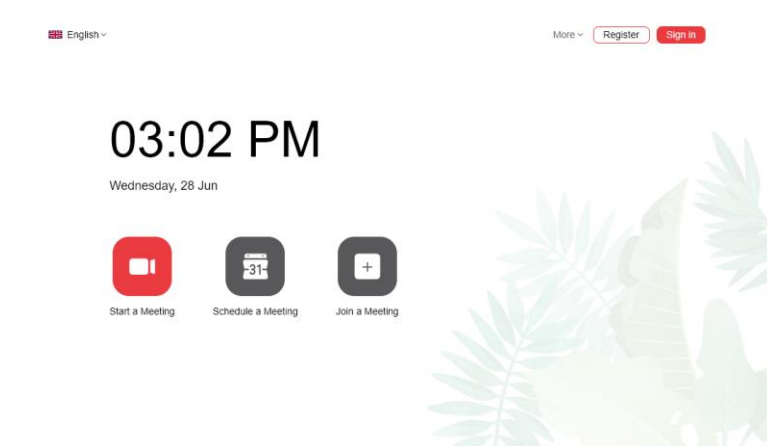 English
More
Register
Sign in
03:02 PM
Wednesday, 28 Jun
-31-
Start a Meeting
Schedule a Meeting
Join a Meeting